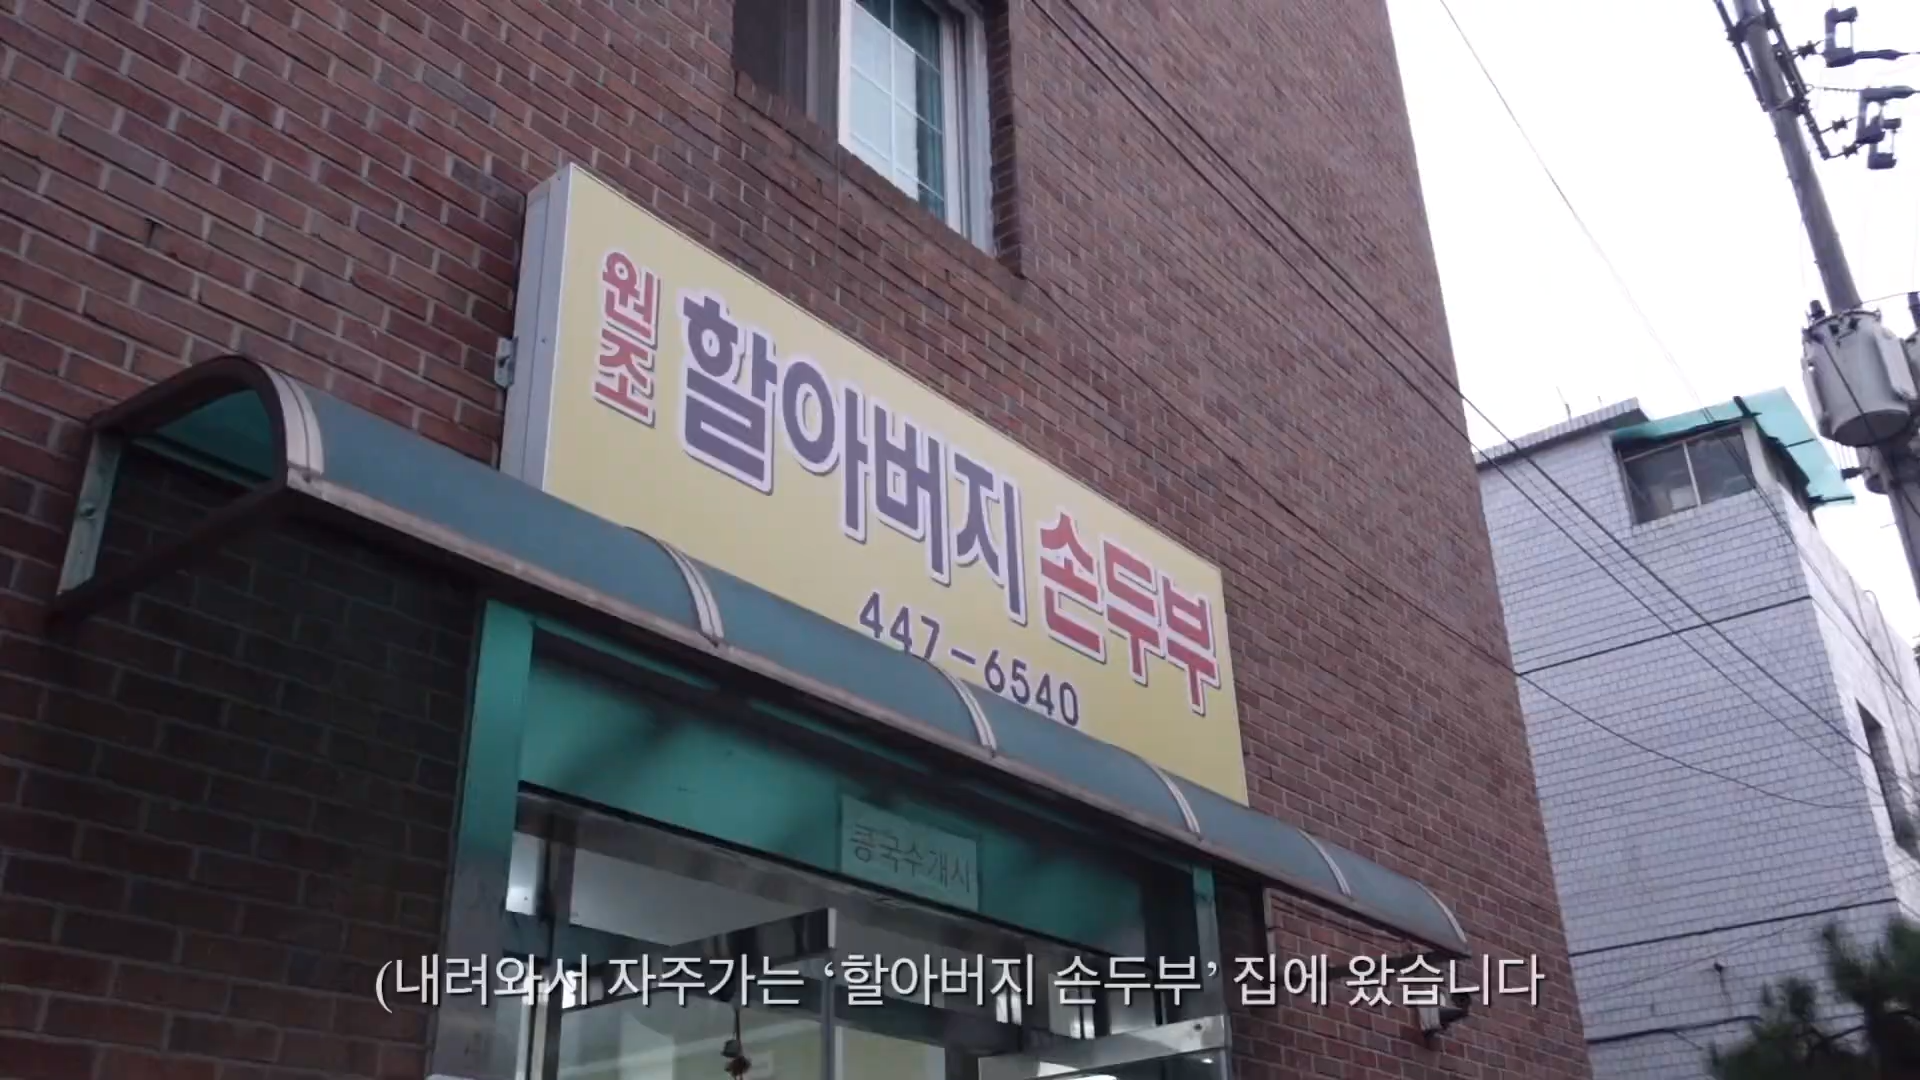 원조
할아버지 손두부
447-6540
콩국수개시
(내려와서 자주가는 ‘할아버지 손두부’ 집에 왔습니다